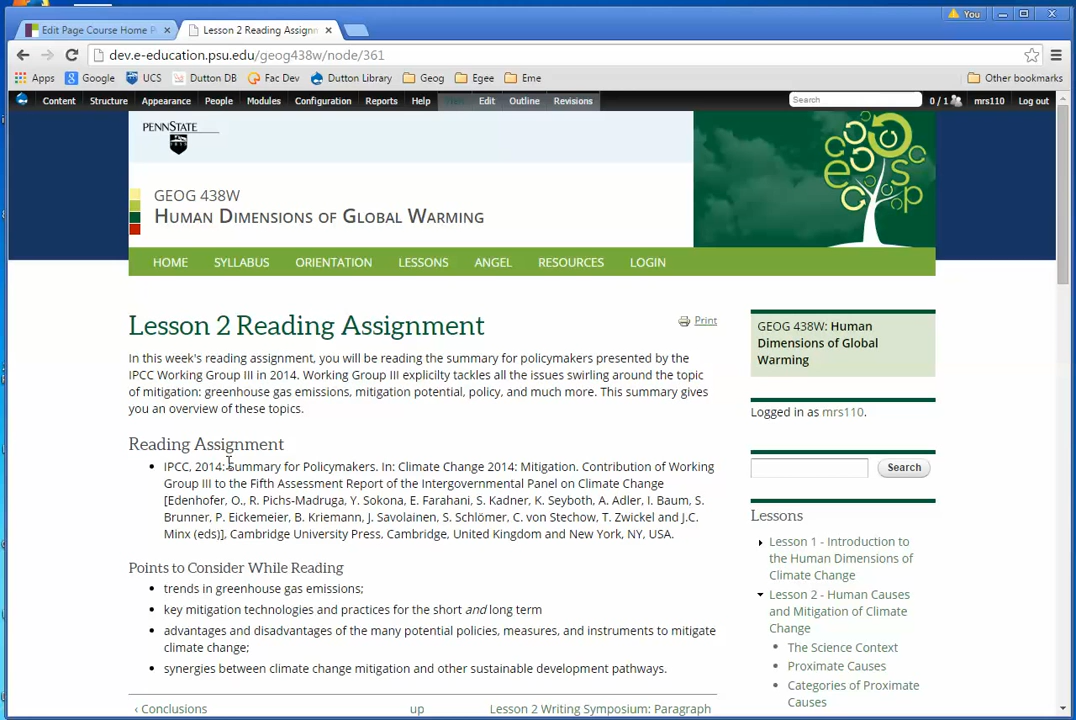 You
Edit Page Course Home P
Lesson 2 Reading Assignm
dev.e-education.psu.edu/geog438w/node/361
Apps Google UCS Dutton DB Fac Dev Dutton Library Geog Egee Eme Other bookmarks
Content Structure Appearance People Modules Configuration Reports Help Edit Outline Revisions Search 0 / 1 mrs110 Log out
PENNSTATE
GEOG 438W
HUMAN DIMENSIONS OF GLOBAL WARMING
HOME SYLLABUS ORIENTATION LESSONS ANGEL RESOURCES LOGIN
Lesson 2 Reading Assignment
Print
In this week's reading assignment, you will be reading the summary for policymakers presented by the
IPCC Working Group III in 2014. Working Group III explicilty tackles all the issues swirling around the topic
of mitigation: greenhouse gas emissions, mitigation potential, policy, and much more. This summary gives
you an overview of these topics.
Reading Assignment
• IPCC, 2014: Summary for Policymakers. In: Climate Change 2014: Mitigation. Contribution of Working
Group III to the Fifth Assessment Report of the Intergovernmental Panel on Climate Change
[Edenhofer, O., R. Pichs-Madruga, Y. Sokona, E. Farahani, S. Kadner, K. Seyboth, A. Adler, I. Baum, S.
Brunner, P. Eickemeier, B. Kriemann, J. Savolainen, S. Schlömer, C. von Stechow, T. Zwickel and J.C.
Minx (eds)], Cambridge University Press, Cambridge, United Kingdom and New York, NY, USA.
Points to Consider While Reading
• trends in greenhouse gas emissions;
• key mitigation technologies and practices for the short and long term
• advantages and disadvantages of the many potential policies, measures, and instruments to mitigate
climate change;
• synergies between climate change mitigation and other sustainable development pathways.
‹ Conclusions up Lesson 2 Writing Symposium: Paragraph
GEOG 438W: Human
Dimensions of Global
Warming
Logged in as mrs110.
Search
Lessons
Lesson 1 - Introduction to
the Human Dimensions of
Climate Change
Lesson 2 - Human Causes
and Mitigation of Climate
Change
• The Science Context
• Proximate Causes
• Categories of Proximate
Causes